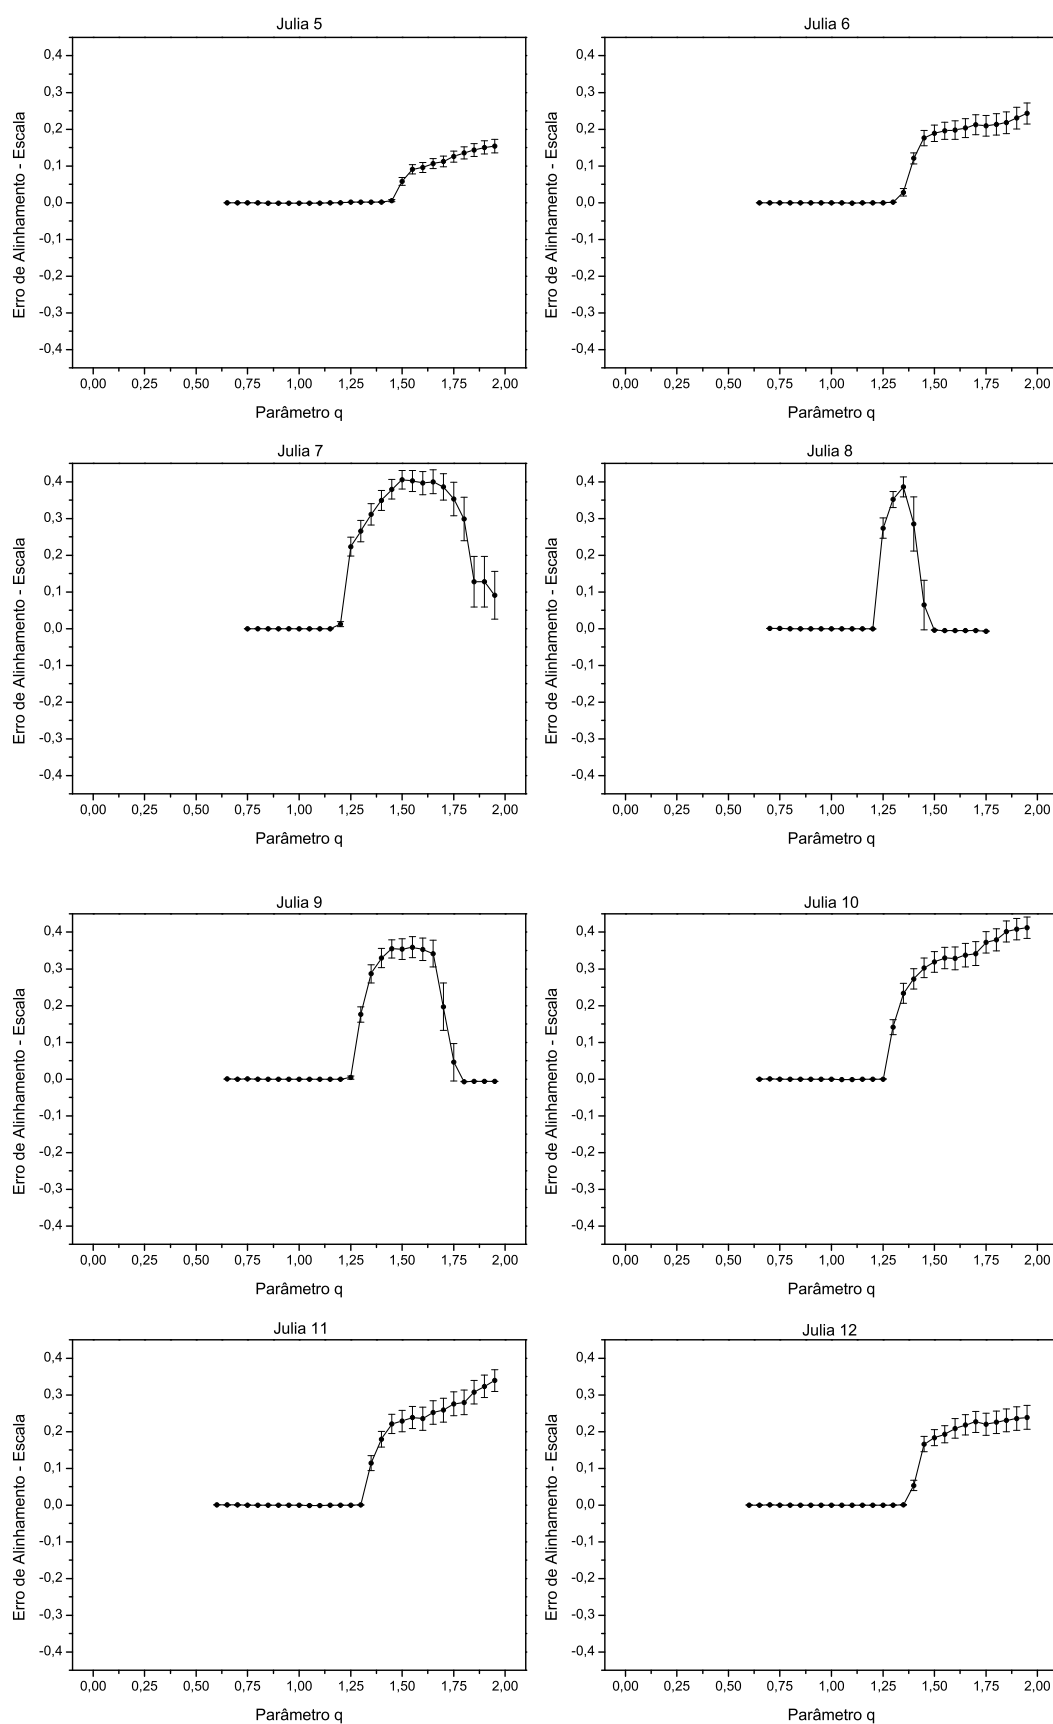 Julia 5
0,4
0,3
0,2
0,1
0,0
-0,1
-0,2
-0,3
-0,4
Erro de Alinhamento - Escala
0,00 0,25 0,50 0,75 1,00 1,25 1,50 1,75 2,00
Parâmetro q
Julia 6
0,4
0,3
0,2
0,1
0,0
-0,1
-0,2
-0,3
-0,4
Erro de Alinhamento - Escala
0,00 0,25 0,50 0,75 1,00 1,25 1,50 1,75 2,00
Parâmetro q
Julia 7
0,4
0,3
0,2
0,1
0,0
-0,1
-0,2
-0,3
-0,4
Erro de Alinhamento - Escala
0,00 0,25 0,50 0,75 1,00 1,25 1,50 1,75 2,00
Parâmetro q
Julia 8
0,4
0,3
0,2
0,1
0,0
-0,1
-0,2
-0,3
-0,4
Erro de Alinhamento - Escala
0,00 0,25 0,50 0,75 1,00 1,25 1,50 1,75 2,00
Parâmetro q
Julia 9
0,4
0,3
0,2
0,1
0,0
-0,1
-0,2
-0,3
-0,4
Erro de Alinhamento - Escala
0,00 0,25 0,50 0,75 1,00 1,25 1,50 1,75 2,00
Parâmetro q
Julia 10
0,4
0,3
0,2
0,1
0,0
-0,1
-0,2
-0,3
-0,4
Erro de Alinhamento - Escala
0,00 0,25 0,50 0,75 1,00 1,25 1,50 1,75 2,00
Parâmetro q
Julia 11
0,4
0,3
0,2
0,1
0,0
-0,1
-0,2
-0,3
-0,4
Erro de Alinhamento - Escala
0,00 0,25 0,50 0,75 1,00 1,25 1,50 1,75 2,00
Parâmetro q
Julia 12
0,4
0,3
0,2
0,1
0,0
-0,1
-0,2
-0,3
-0,4
Erro de Alinhamento - Escala
0,00 0,25 0,50 0,75 1,00 1,25 1,50 1,75 2,00
Parâmetro q